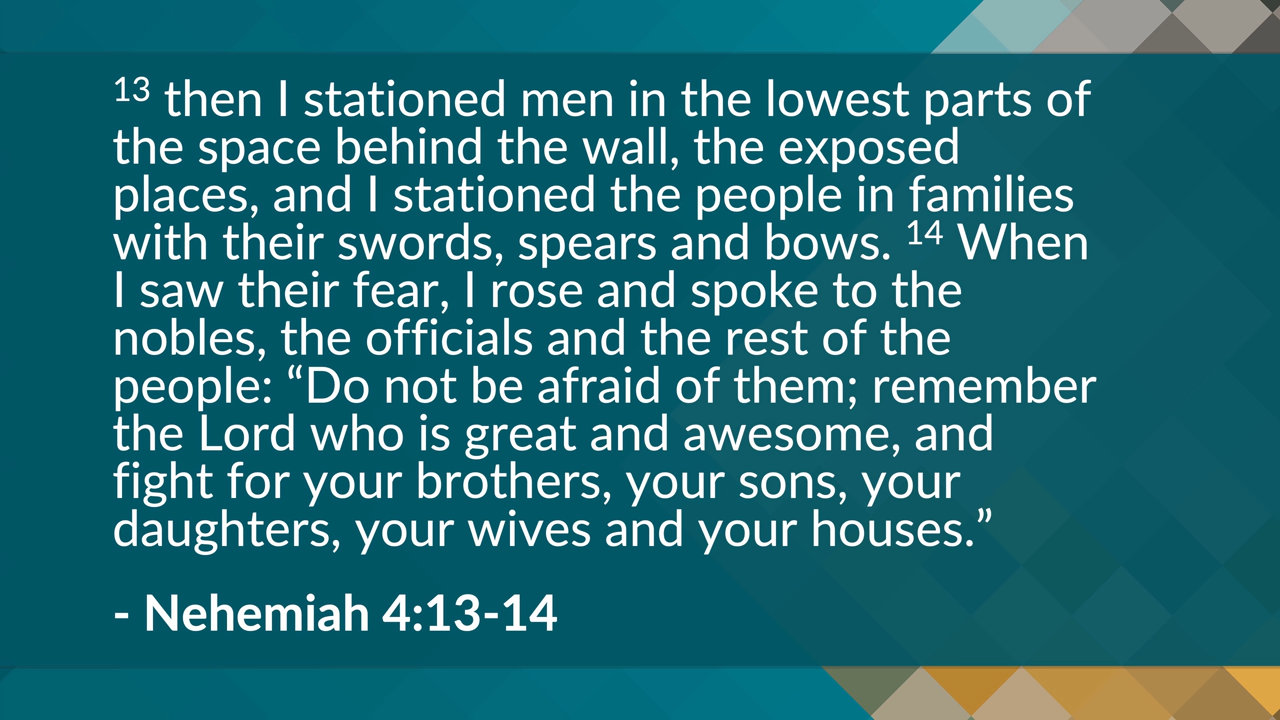 13 then I stationed men in the lowest parts of
the space behind the wall, the exposed
places, and I stationed the people in families
with their swords, spears and bows. 14 When
I saw their fear, I rose and spoke to the
nobles, the officials and the rest of the
people: “Do not be afraid of them; remember
the Lord who is great and awesome, and
fight for your brothers, your sons, your
daughters, your wives and your houses.”
- Nehemiah 4:13-14